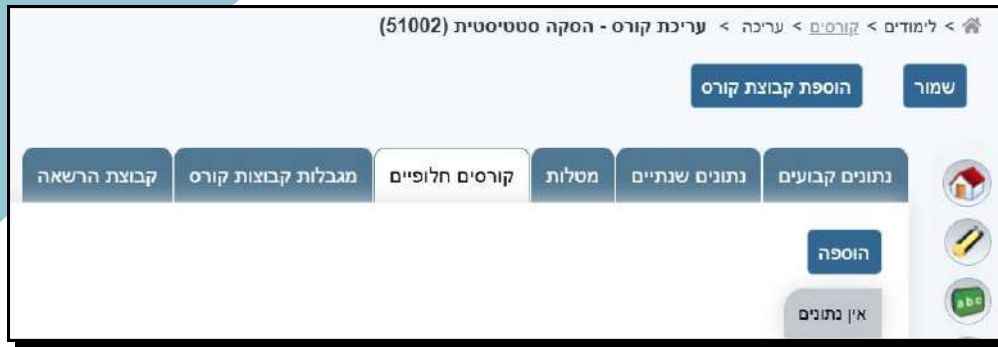 > לימודים > קורסים > עריכה > עריכת קורס - הסקה סטטיסטית (51002)
שמור הוספת קבוצת קורס
נתונים קבועים נתונים שנתיים מטלות קורסים חלופיים מגבלות קבוצות קורס קבוצת הרשאה
הוספה
abc
אין נתונים